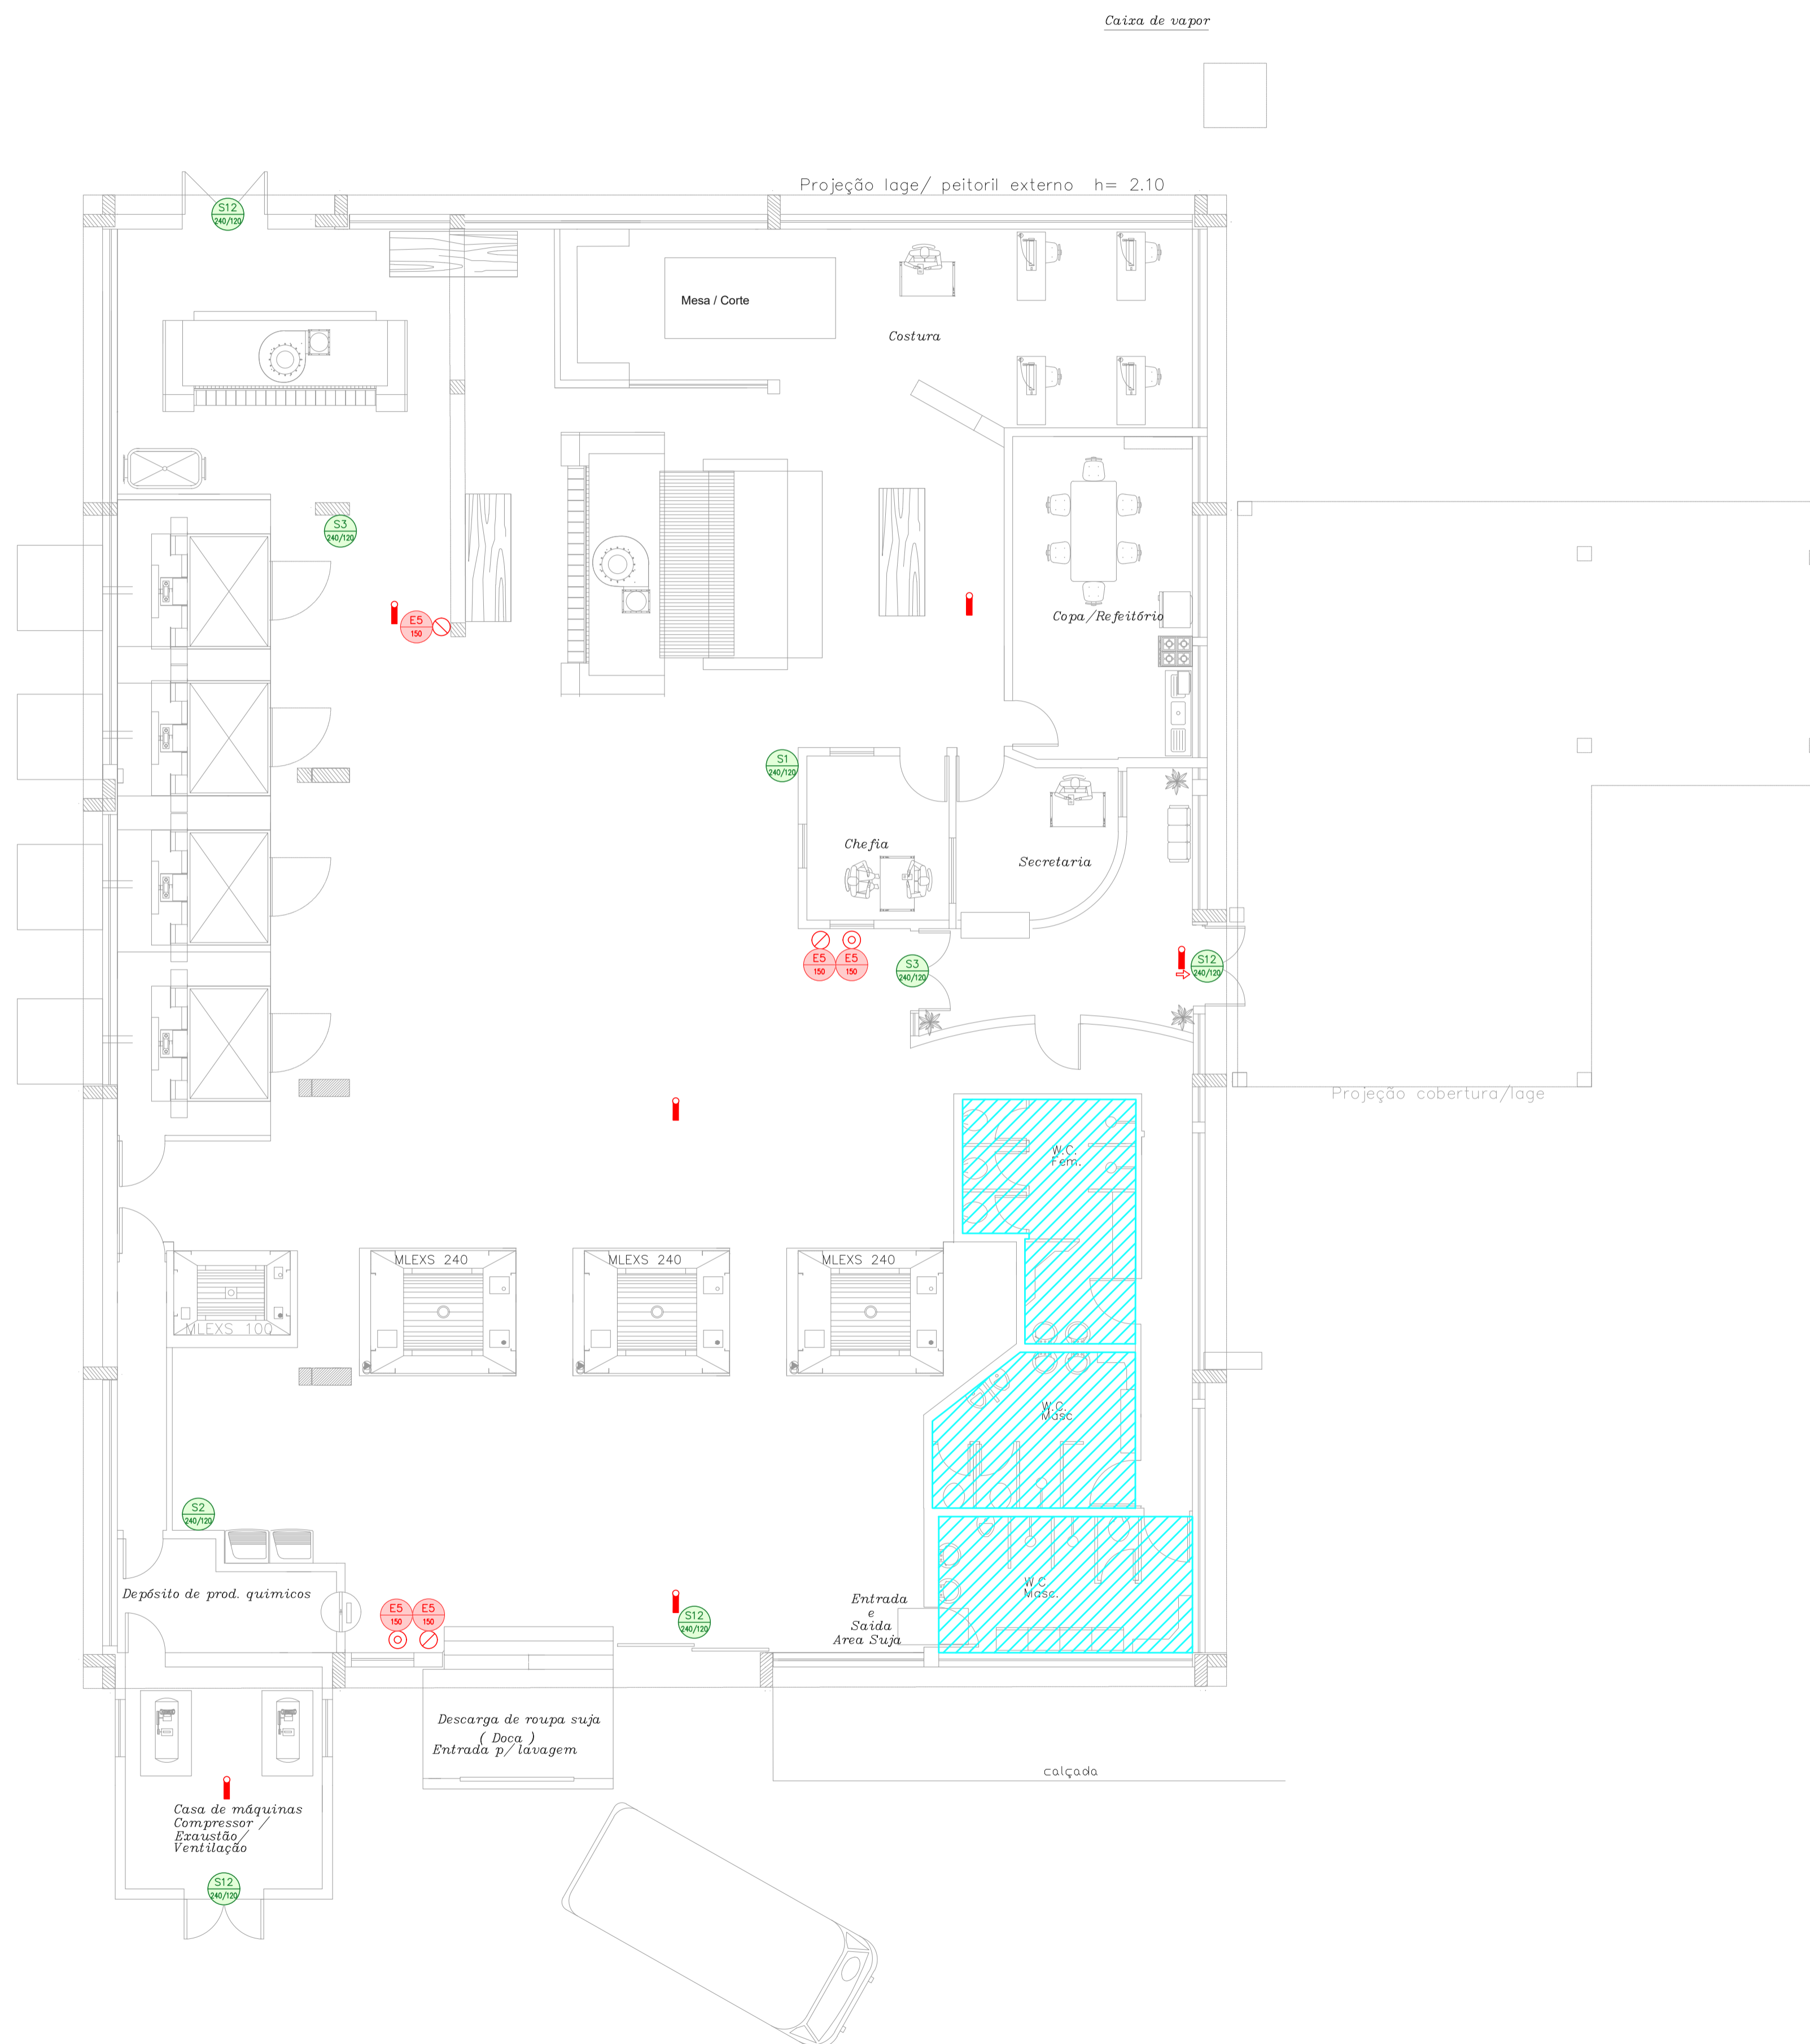 Caixa de vapor
Projeção lage/ peitoril externo h= 2.10
S12
240/120
Mesa / Corte
Costura
S3
240/120
E5
150
Copa/Refeitório
S1
240/120
Chefia
Secretaria
E5
150
E5
150
S3
240/120
S12
240/120
Projeção cobertura/lage
W.C.
Fem.
MLEXS 240
MLEXS 240
MLEXS 240
MLEXS 100
W.C.
Masc.
S2
240/120
Depósito de prod. quimicos
E5
150
E5
150
S12
240/120
Entrada
e
Saida
Area Suja
W.C.
Masc.
Descarga de roupa suja
( Doca )
Entrada p/ lavagem
calçada
Casa de máquinas
Compressor /
Exaustão/
Ventilação
S12
240/120